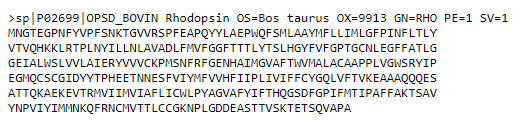 >sp|P02699|OPSD_BOVIN Rhodopsin OS=Bos taurus OX=9913 GN=RHO PE=1 SV=1
MNGTEGPNFYVPFSNKTGVVRSPFEAPQYYLAEPWQFSMLAAYMFLLIMLGFPINFLTLY
VTVQHKKLRTPLNYILLNLAVADLFMVFGGFTTTLYTSLHGYFVFGPTGCNLEGFFATLG
GEIALWSLVVLAIERYVVVCKPMSNFRFGENHAIMGVAFTWVMALACAAPPLVGWSRYIP
EGMQCSCGIDYYTPHEETNNESFVIYMFVVHFIIPLIVIFFCYGQLVFTVKEAAAQQQES
ATTQKAEKEVTRMVIIMVIAFLICWLPYAGVAFYIFTHQGSDFGPIFMTIPAFFAKTSAV
YNPVIYIMMNKQFRNCMVTTLCCGKNPLGDDEASTTVSKTETSQVAPA